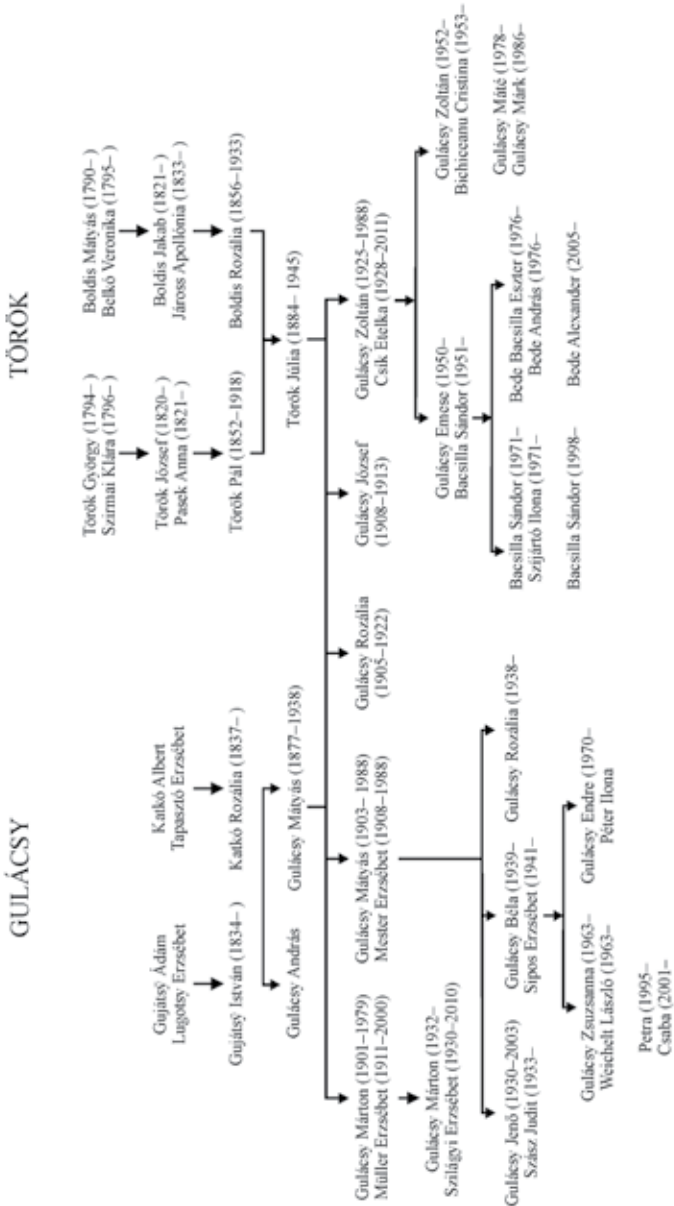 GULÁCSY
TÖRÖK
Gujátsý Ádám
Lugotsy Erzsébet
Katkó Albert
Tapasztó Erzsébet
Török György (1794– )
Szirmai Klára (1796– )
Boldis Mátyás (1790– )
Belkó Veronika (1795– )
Gujátsý István (1834– )
Katkó Rozália (1837– )
Török József (1820– )
Pasek Anna (1821– )
Boldis Jakab (1821– )
Jáross Apollónia (1833– )
Török Pál (1852–1918)
Boldis Rozália (1856–1933)
Gulácsy András
Gulácsy Mátyás (1877–1938)
Török Júlia (1884– 1945)
Gulácsy Márton (1901–1979)
Müller Erzsébet (1911–2000)
Gulácsy Mátyás (1903– 1988)
Mester Erzsébet (1908–1988)
Gulácsy Rozália
(1905–1922)
Gulácsy József
(1908–1913)
Gulácsy Zoltán (1925–1988)
Csík Etelka (1928–2011)
Gulácsy Márton (1932–
Szilágyi Erzsébet (1930–2010)
Gulácsy Emese (1950–
Bacsilla Sándor (1951–
Gulácsy Zoltán (1952–
Bichiceanu Cristina (1953–
Gulácsy Jenő (1930–2003)
Szász Judit (1933–
Gulácsy Béla (1939–
Sipos Erzsébet (1941–
Gulácsy Rozália (1938–
Bacsilla Sándor (1971–
Szíjártó Ilona (1971–
Bede Bacsilla Eszter (1976–
Bede András (1976–
Gulácsy Máté (1978–
Gulácsy Márk (1986–
Bacsilla Sándor (1998–
Bede Alexander (2005–
Gulácsy Zsuzsanna (1963–
Weichelt László (1963–
Gulácsy Endre (1970–
Péter Ilona
Petra (1995–
Csaba (2001–